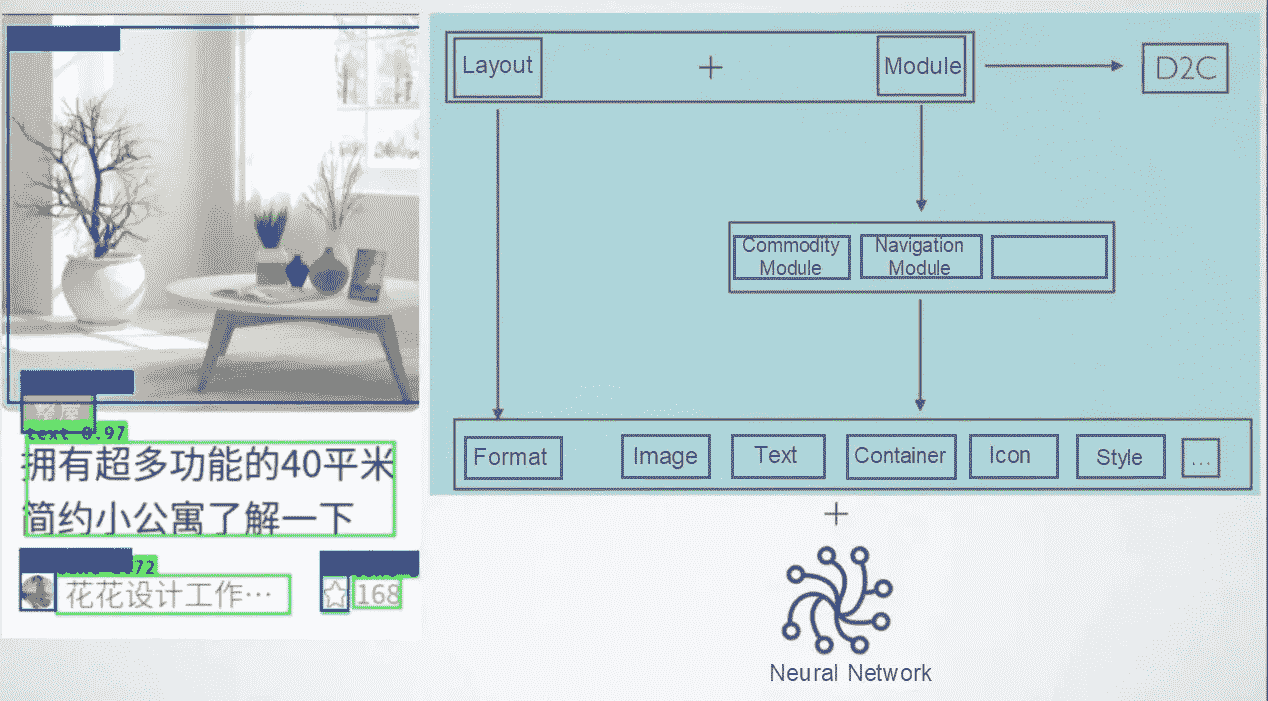 text 0.97
拥有超多功能的40平米
简约小公寓了解一下
72
花花设计工作…
168
Layout
+
Module
D2C
Commodity
Module
Navigation
Module
Format
Image
Text
Container
Icon
Style
...
+
Neural Network